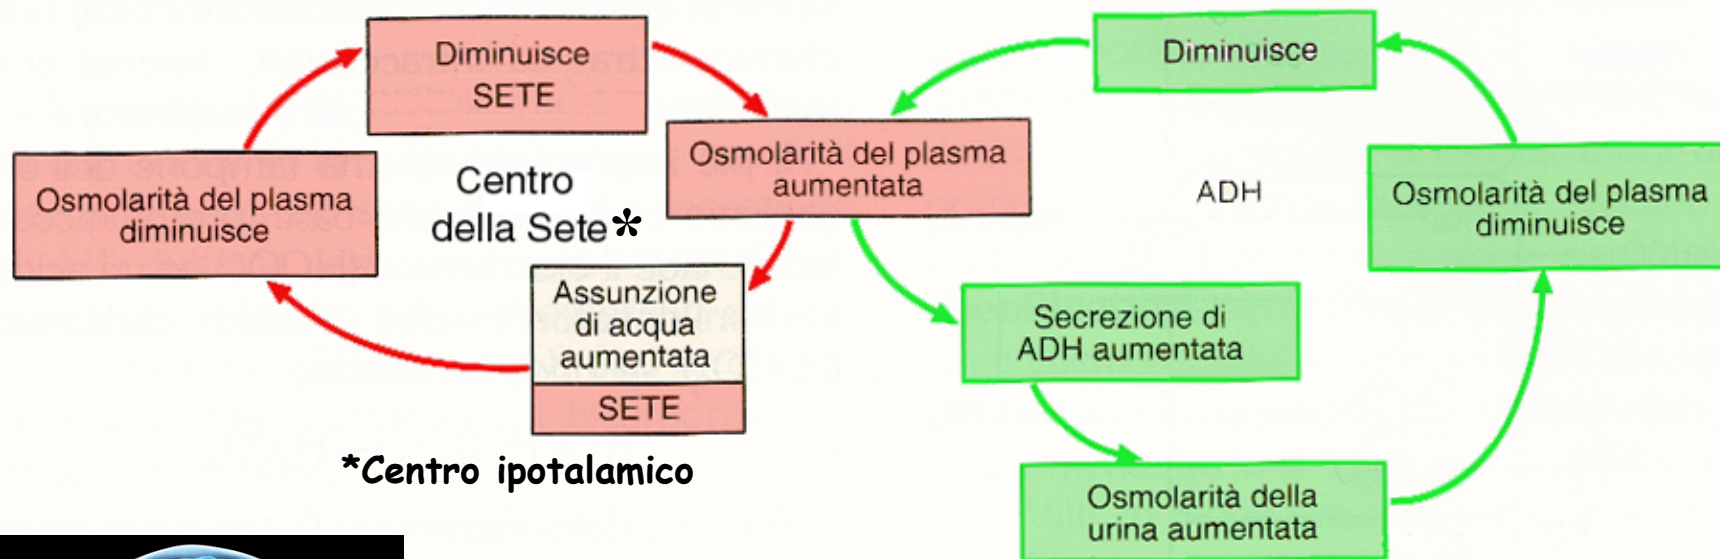 Diminuisce
SETE
Osmolarità del plasma
diminuisce
Centro
della Sete*
Osmolarità del plasma
aumentata
Assunzione
di acqua
aumentata
SETE
*Centro ipotalamico
Diminuisce
ADH
Osmolarità del plasma
diminuisce
Secrezione di
ADH aumentata
Osmolarità della
urina aumentata